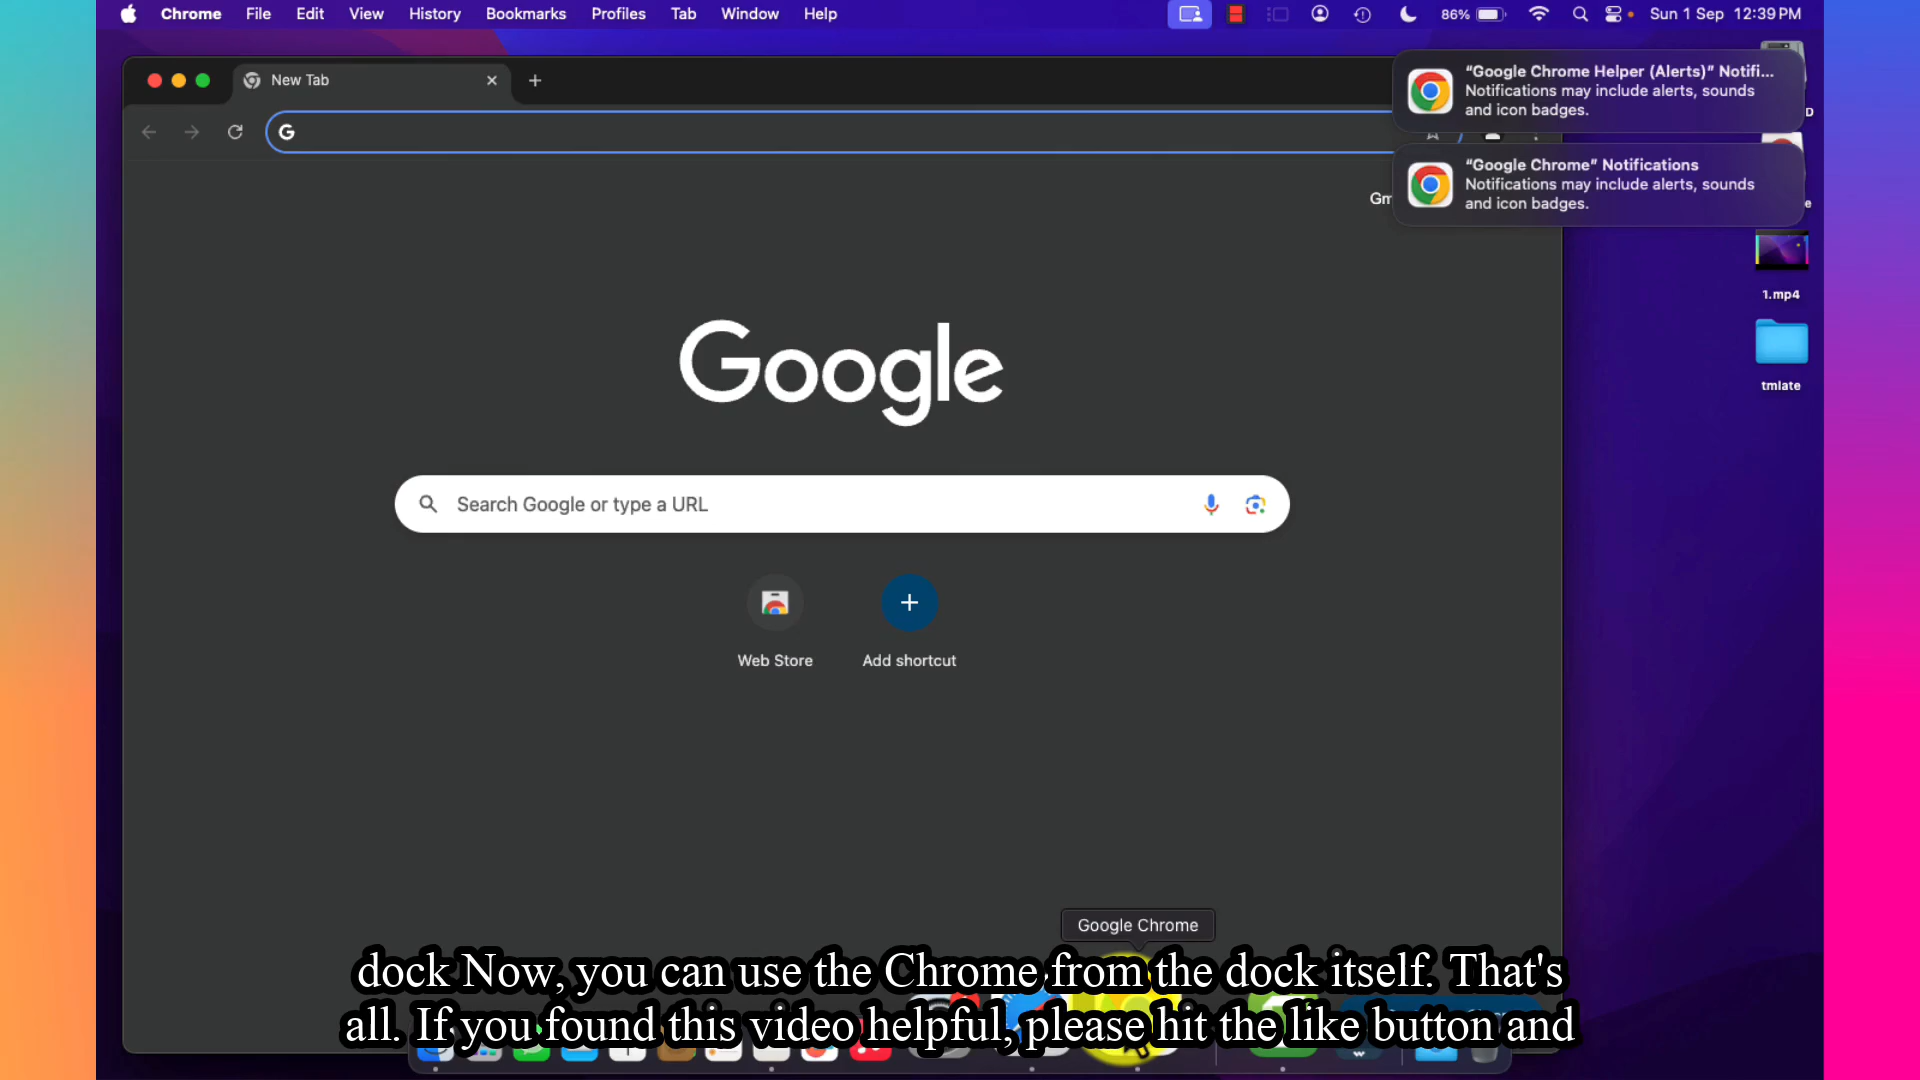 Chrome File Edit View History Bookmarks Profiles Tab Window Help 86% Sun 1 Sep 12:39 PM
New Tab
“Google Chrome Helper (Alerts)” Notifi...
Notifications may include alerts, sounds
and icon badges.
“Google Chrome” Notifications
Notifications may include alerts, sounds
and icon badges.
Gm
1.mp4
tmlate
Google
Search Google or type a URL
Web Store
Add shortcut
Google Chrome
dock Now, you can use the Chrome from the dock itself. That's
all. If you found this video helpful, please hit the like button and